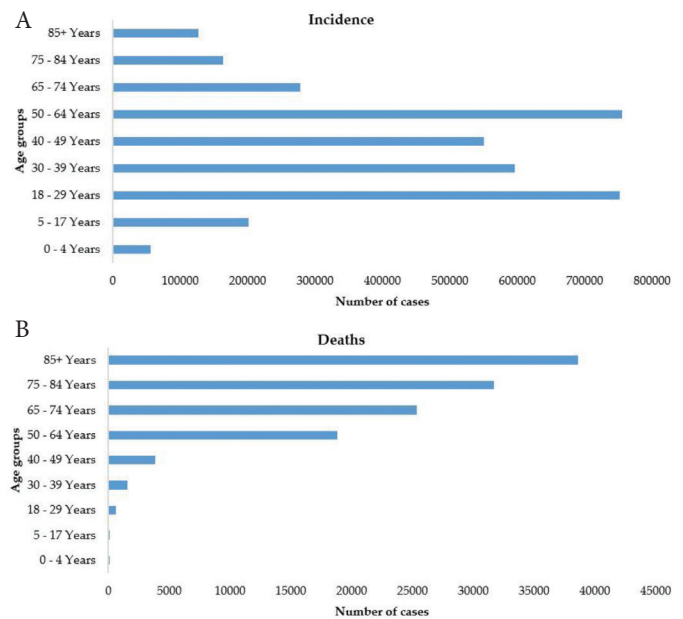 A
Incidence
Age groups
85+ Years
75 - 84 Years
65 - 74 Years
50 - 64 Years
40 - 49 Years
30 - 39 Years
18 - 29 Years
5 - 17 Years
0 - 4 Years
0 100000 200000 300000 400000 500000 600000 700000 800000
Number of cases
B
Deaths
Age groups
85+ Years
75 - 84 Years
65 - 74 Years
50 - 64 Years
40 - 49 Years
30 - 39 Years
18 - 29 Years
5 - 17 Years
0 - 4 Years
0 5000 10000 15000 20000 25000 30000 35000 40000 45000
Number of cases